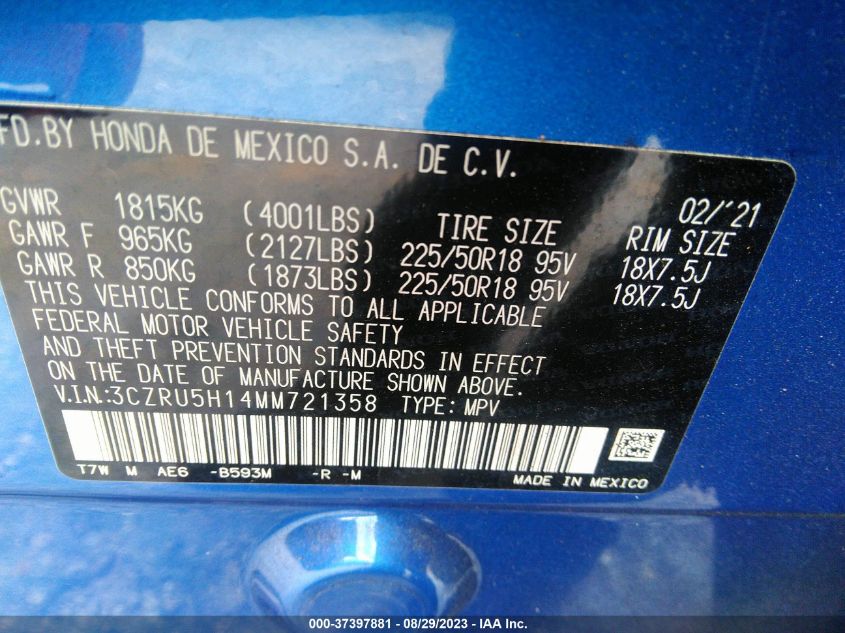 FD.BY HONDA DE MEXICO S.A. DE C.V.
02/'21
GVWR 1815KG (4001LBS) TIRE SIZE RIM SIZE
GAWR F 965KG (2127LBS) 225/50R18 95V 18X7.5J
GAWR R 850KG (1873LBS) 225/50R18 95V 18X7.5J
THIS VEHICLE CONFORMS TO ALL APPLICABLE
FEDERAL MOTOR VEHICLE SAFETY
AND THEFT PREVENTION STANDARDS IN EFFECT
ON THE DATE OF MANUFACTURE SHOWN ABOVE.
V.I.N.:3CZRU5H14MM721358 TYPE: MPV
T7W M AE6 -B593M -R -M
MADE IN MEXICO
000-37397881 - 08/29/2023 - IAA Inc.